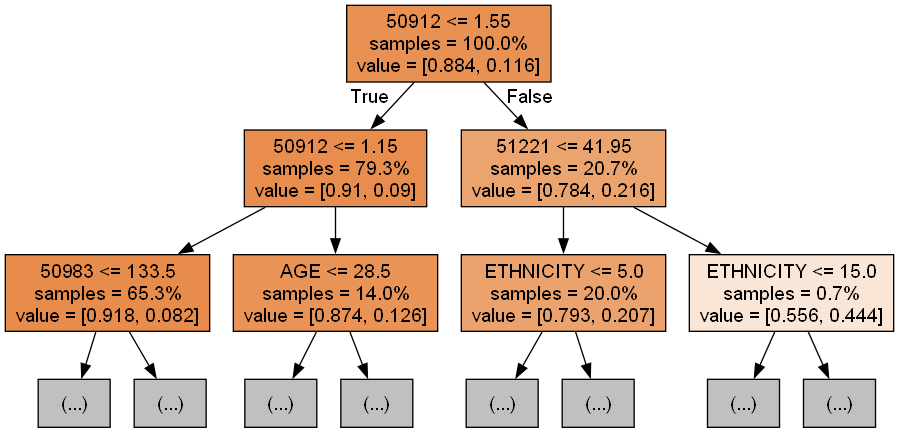 50912 <= 1.55
samples = 100.0%
value = [0.884, 0.116]
True
False
50912 <= 1.15
samples = 79.3%
value = [0.91, 0.09]
51221 <= 41.95
samples = 20.7%
value = [0.784, 0.216]
50983 <= 133.5
samples = 65.3%
value = [0.918, 0.082]
AGE <= 28.5
samples = 14.0%
value = [0.874, 0.126]
ETHNICITY <= 5.0
samples = 20.0%
value = [0.793, 0.207]
ETHNICITY <= 15.0
samples = 0.7%
value = [0.556, 0.444]
(...)
(...)
(...)
(...)
(...)
(...)
(...)
(...)